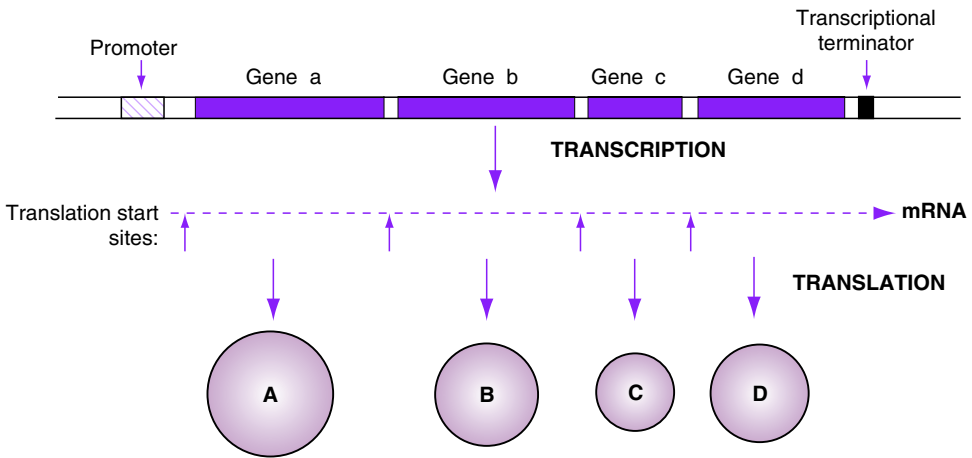 Transcriptional
terminator
Promoter
Gene a
Gene b
Gene c
Gene d
TRANSCRIPTION
Translation start
sites:
mRNA
TRANSLATION
A
B
C
D